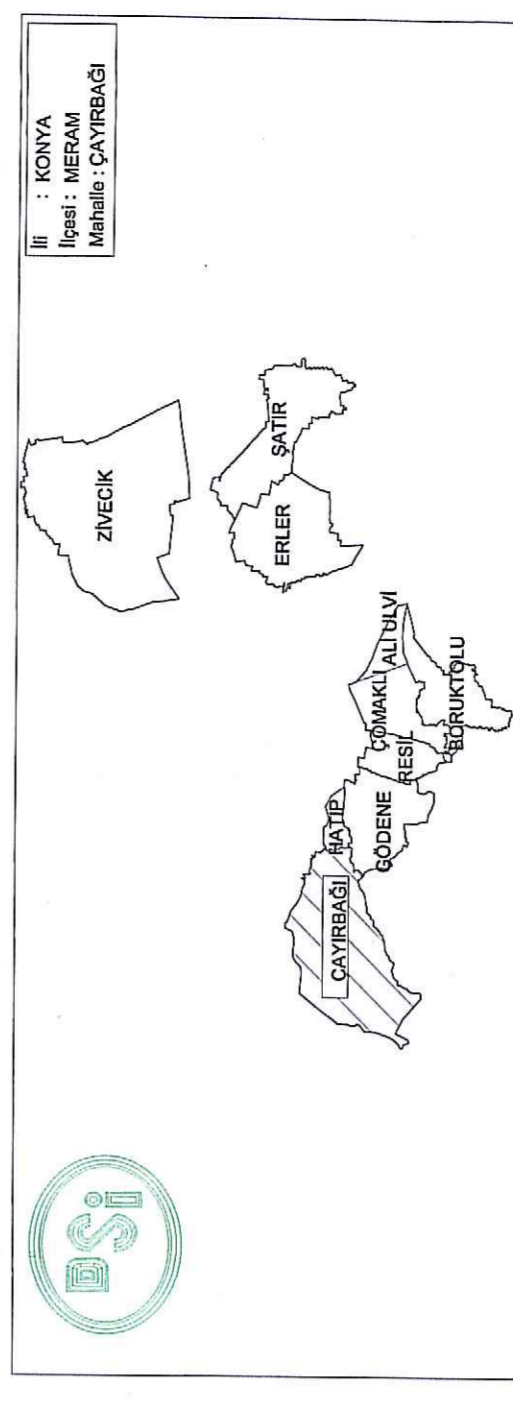 DSİ
İli : KONYA
İlçesi : MERAM
Mahalle : ÇAYIRBAĞI
ZİVECİK
ŞATIR
ERLER
ALİ ULVİ
ÇOMAKLI
BORUKTOLU
RESİL
HATIP
GÖDENE
ÇAYIRBAĞI